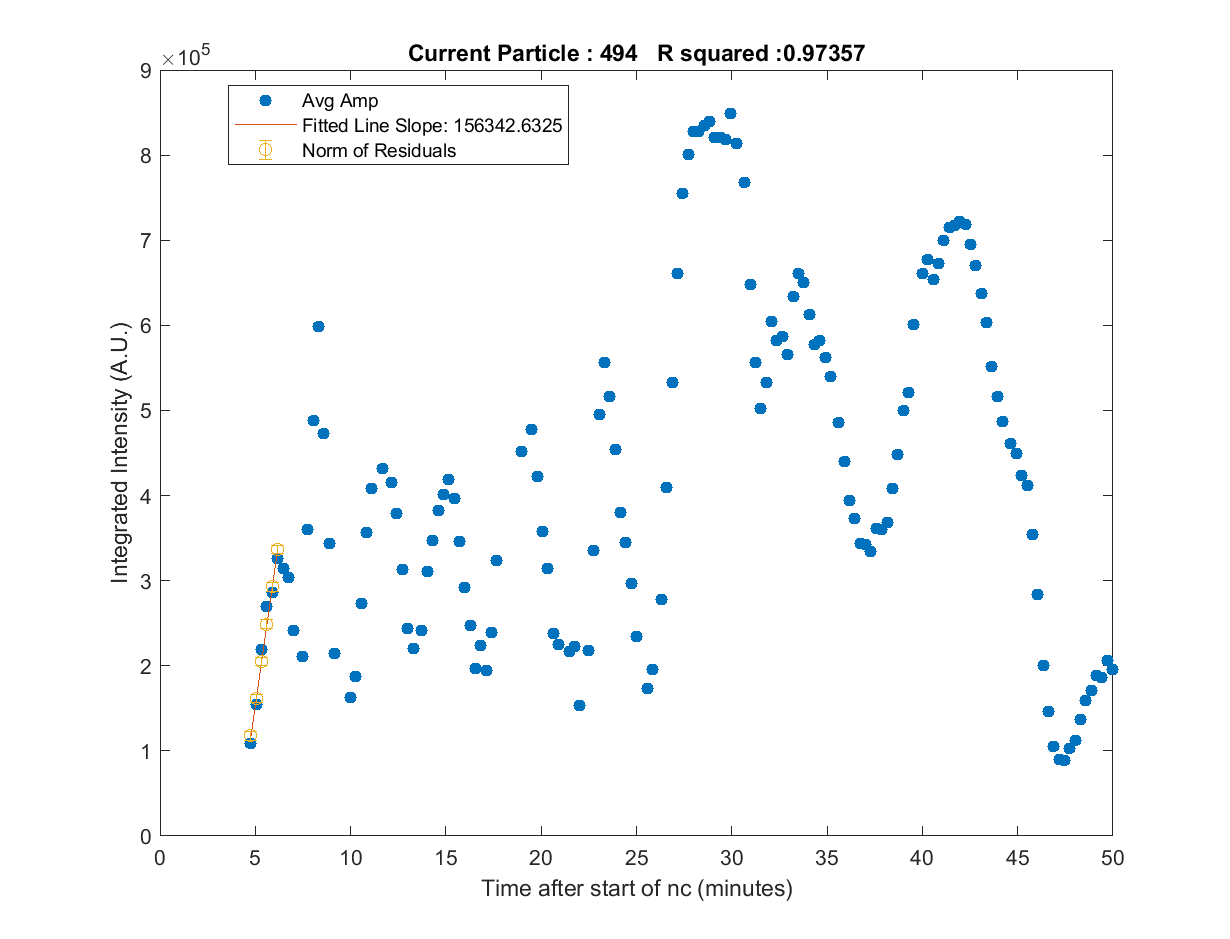 Current Particle : 494 R squared :0.97357
×10^5
Avg Amp
Fitted Line Slope: 156342.6325
Norm of Residuals
Integrated Intensity (A.U.)
9
8
7
6
5
4
3
2
1
0
0 5 10 15 20 25 30 35 40 45 50
Time after start of nc (minutes)